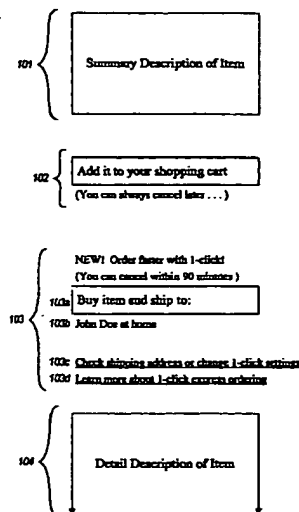 101
Summary Description of Item
102
Add it to your shopping cart
(You can always cancel later . . . )
NEW! Order faster with 1-click!
(You can cancel within 90 minutes )
103a Buy item and ship to:
103
103b John Doe at home
103c Check shipping address or change 1-click settings
103d Learn more about 1-click express ordering
104
Detail Description of Item